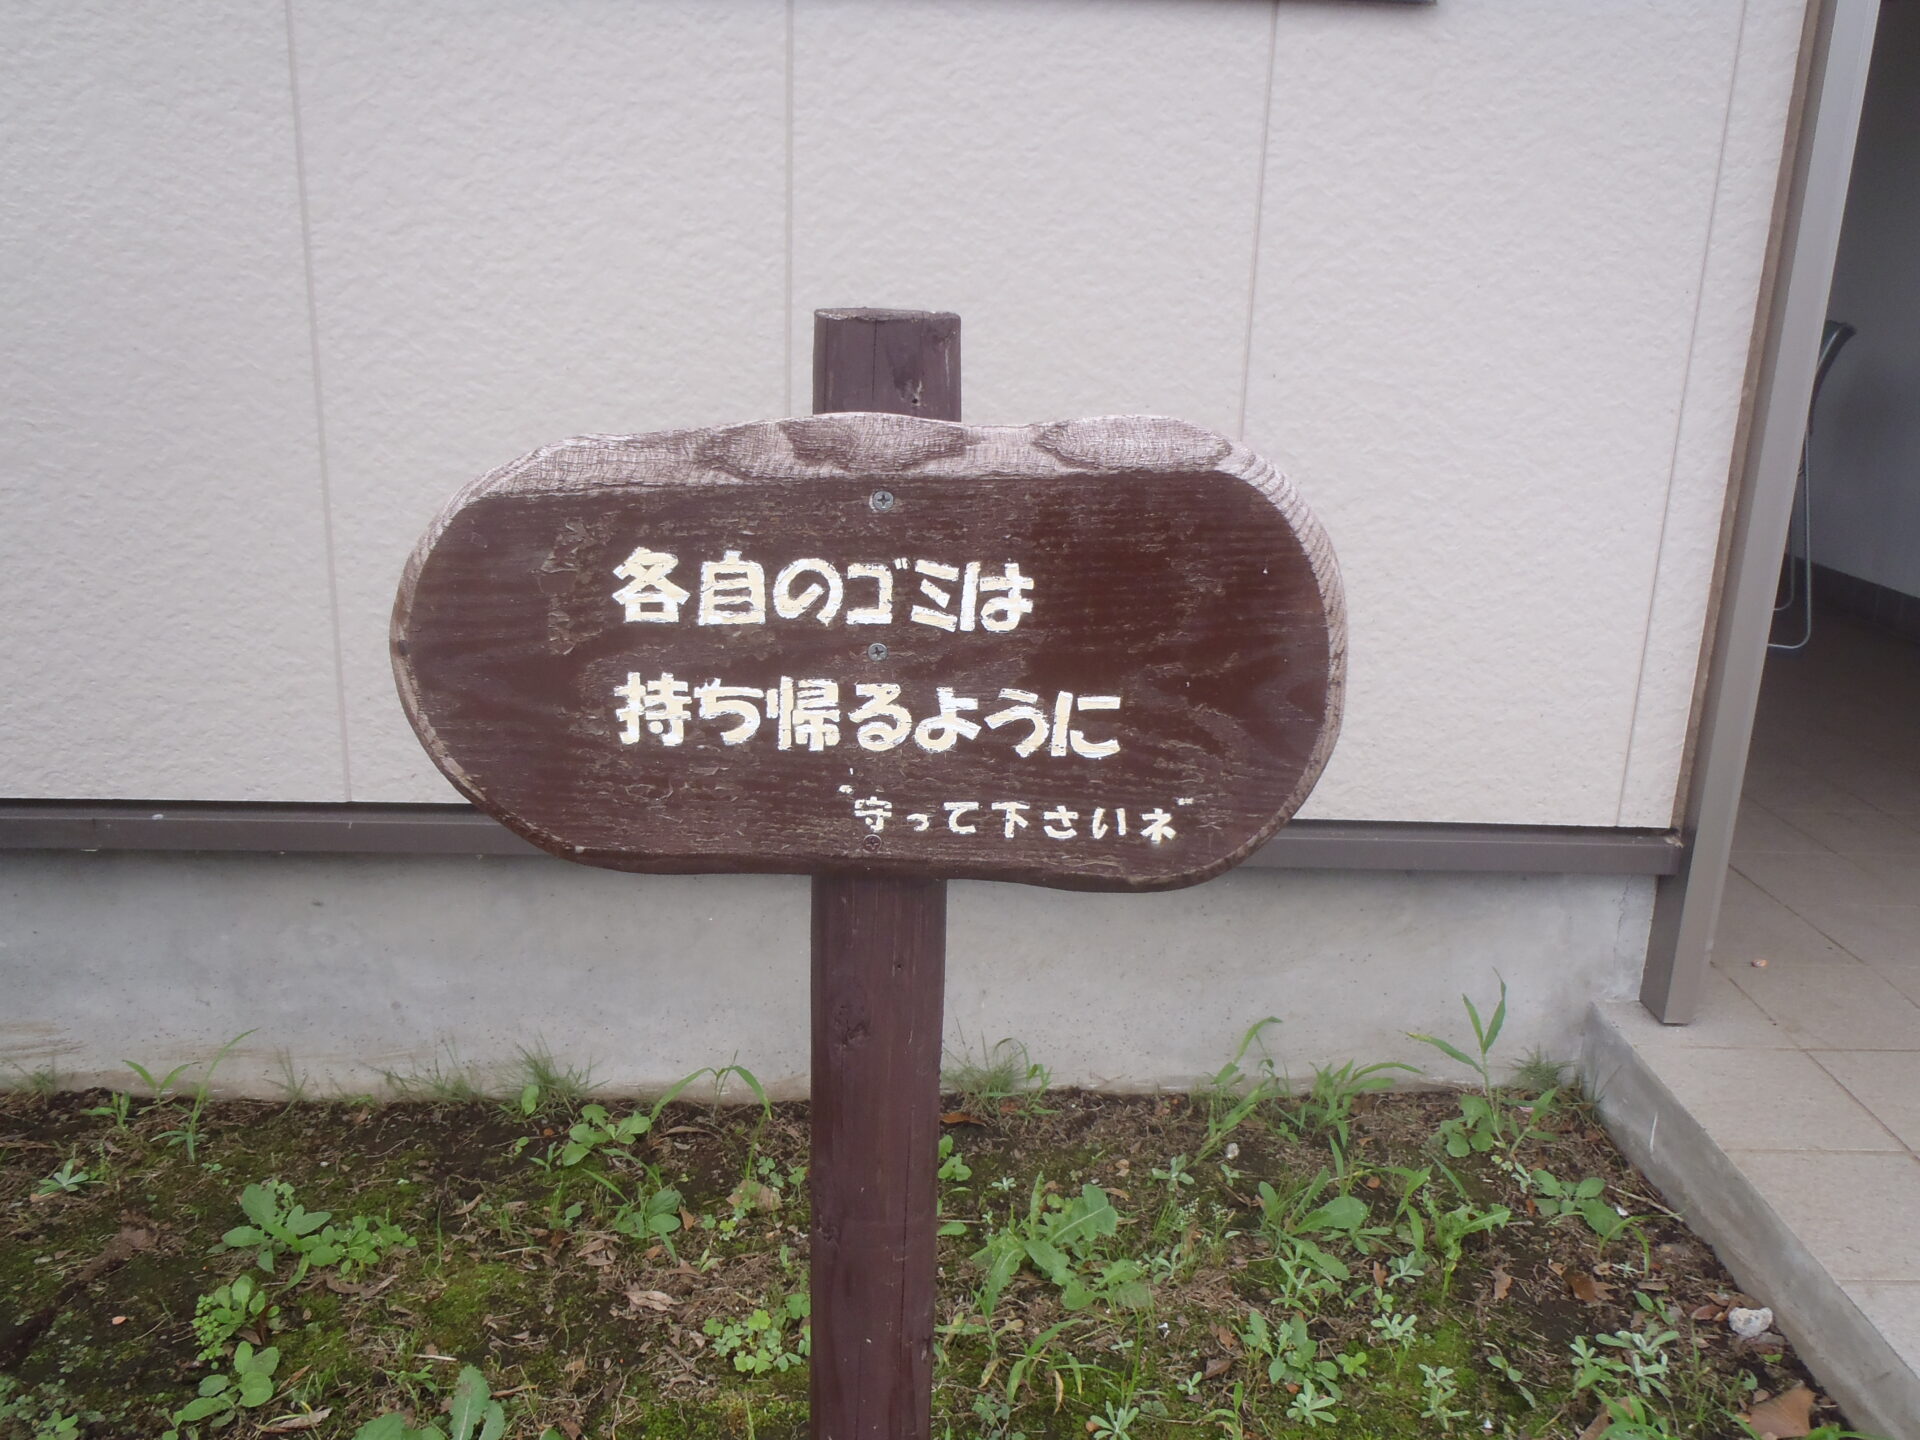 各自のゴミは
持ち帰るように
"守って下さいネ"